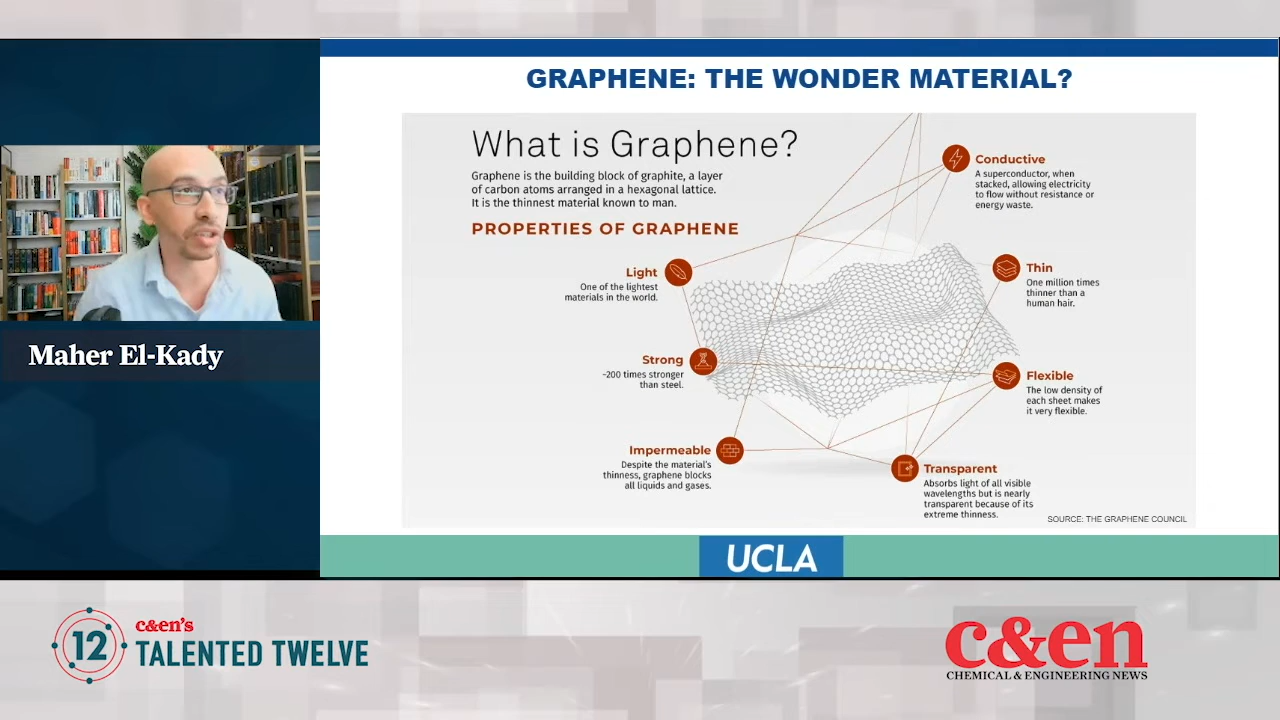 GRAPHENE: THE WONDER MATERIAL?
What is Graphene?
Graphene is the building block of graphite, a layer
of carbon atoms arranged in a hexagonal lattice.
It is the thinnest material known to man.
PROPERTIES OF GRAPHENE
Light
One of the lightest
materials in the world.
Strong
~200 times stronger
than steel.
Impermeable
Despite the material's
thinness, graphene blocks
all liquids and gases.
Conductive
A superconductor, when
stacked, allowing electricity
to flow without resistance or
energy waste.
Thin
One million times
thinner than a
human hair.
Flexible
The low density of
each sheet makes
it very flexible.
Transparent
Absorbs light of all visible
wavelengths but is nearly
transparent because of its
extreme thinness.
SOURCE: THE GRAPHENE COUNCIL
Maher El-Kady
UCLA
12
c&en's
TALENTED TWELVE
c&en
CHEMICAL & ENGINEERING NEWS